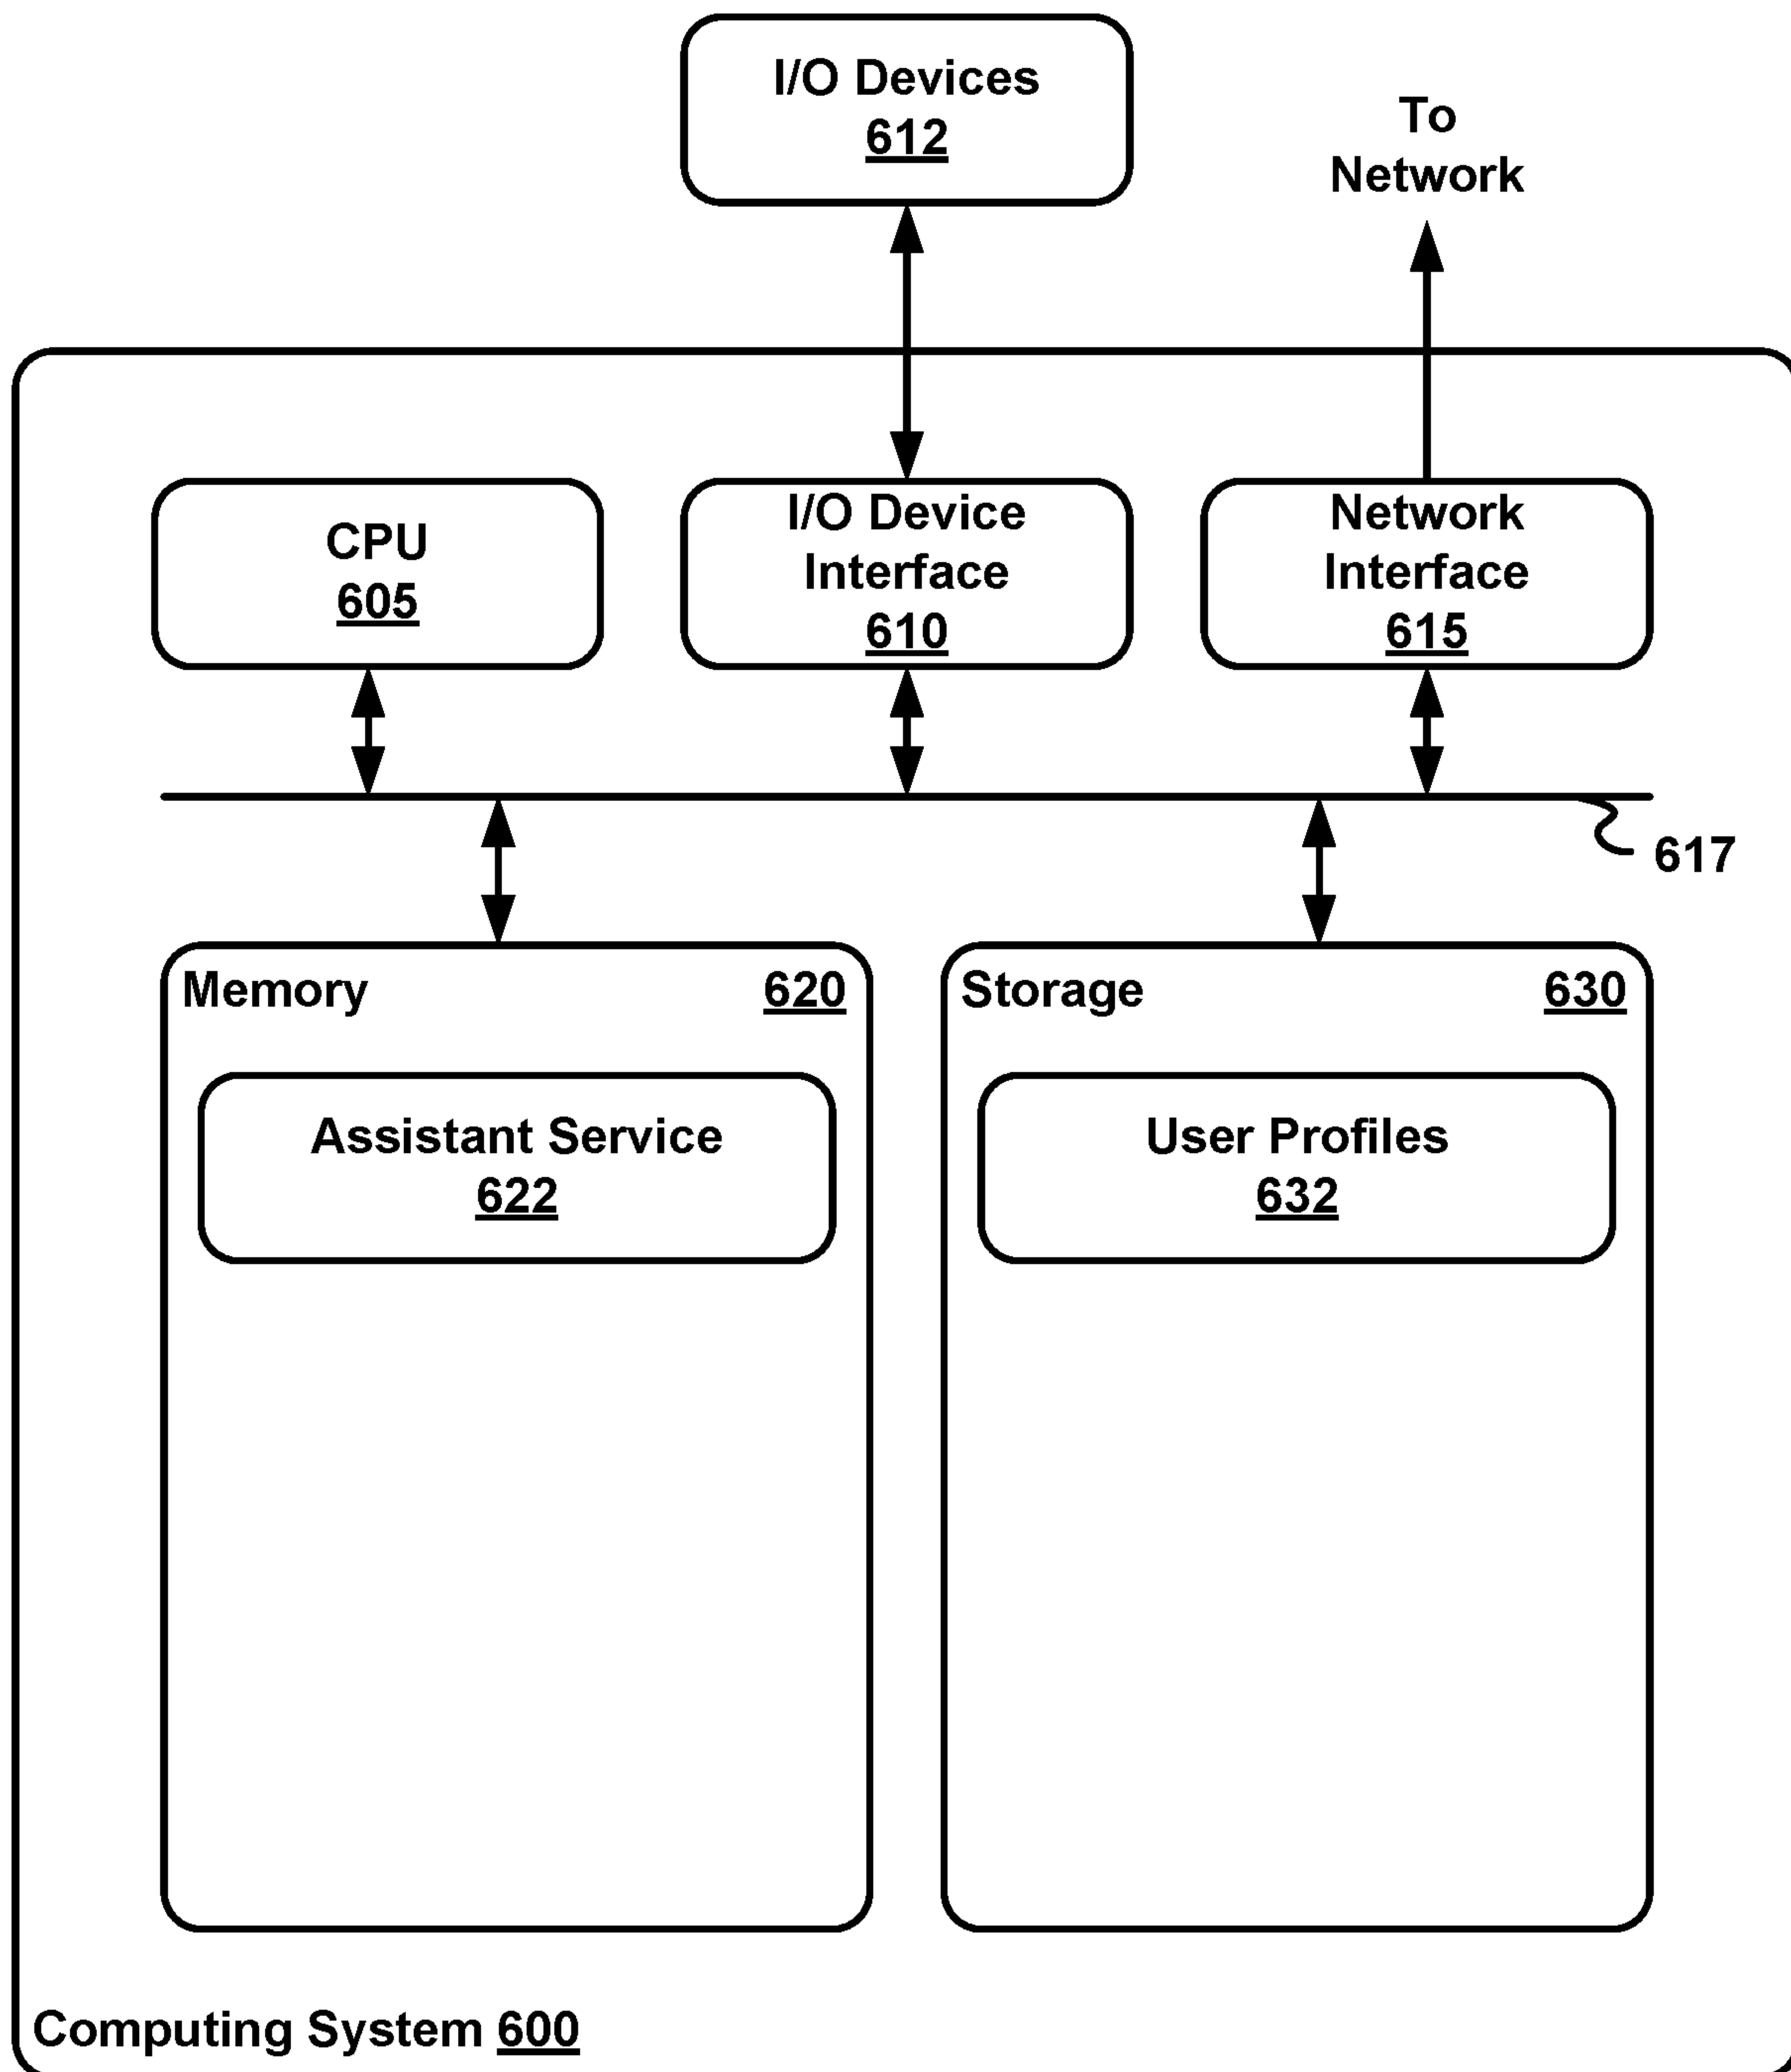 I/O Devices
612
To
Network
CPU
605
I/O Device
Interface
610
Network
Interface
615
617
Memory
620
Storage
630
Assistant Service
622
User Profiles
632
Computing System 600